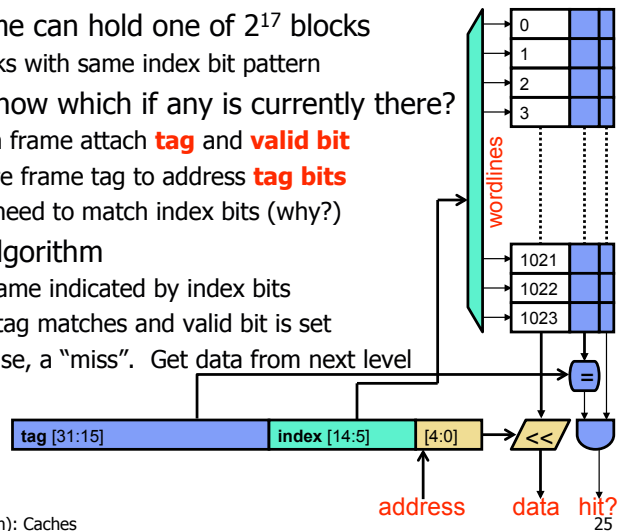 me can hold one of 2¹⁷ blocks
ks with same index bit pattern
now which if any is currently there?
frame attach tag and valid bit
e frame tag to address tag bits
need to match index bits (why?)
gorithm
ame indicated by index bits
tag matches and valid bit is set
se, a “miss”. Get data from next level
0
1
2
3
wordlines
1021
1022
1023
=
tag [31:15]
index [14:5]
[4:0]
<<
address
data
hit?
): Caches
25